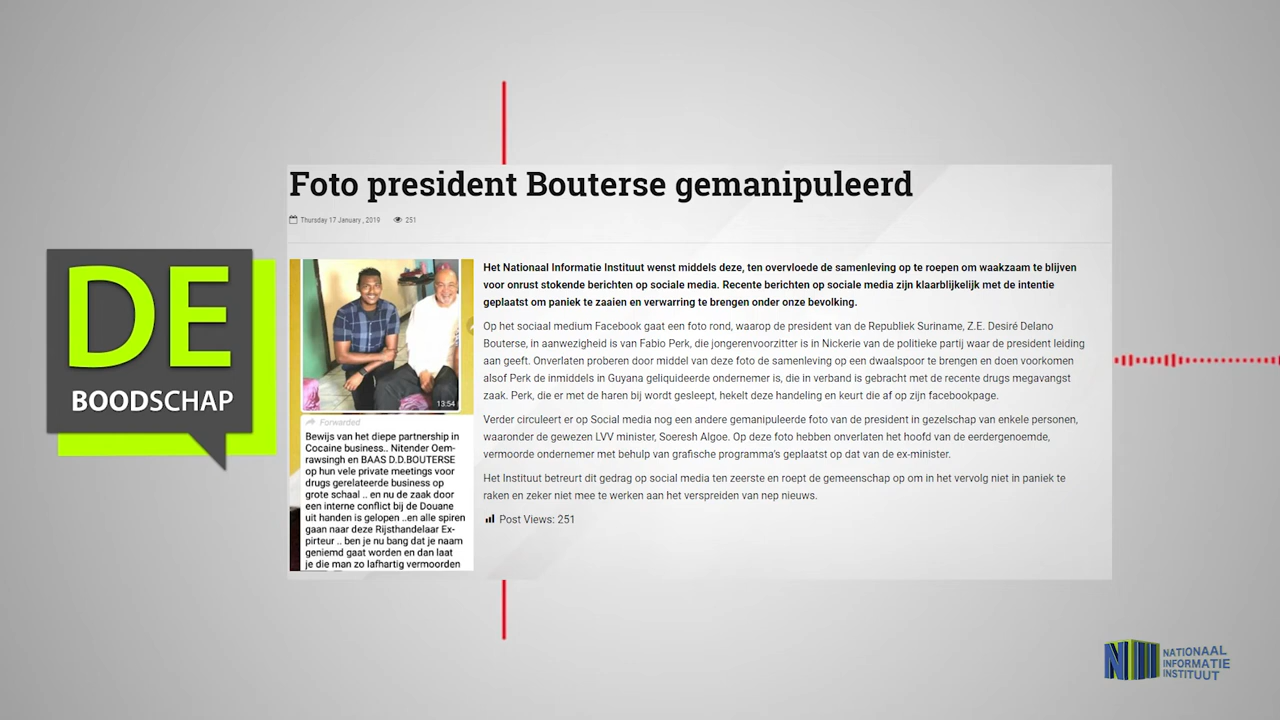 Foto president Bouterse gemanipuleerd
Thursday 17 January , 2019 251
DE
BOODSCHAP
13:54
Forwarded
Bewijs van het diepe partnership in
Cocaine business.. Nitender Oem-
rawsingh en BAAS D.D.BOUTERSE
op hun vele private meetings voor
drugs gerelateerde business op
grote schaal .. en nu de zaak door
een interne conflict bij de Douane
uit handen is gelopen ..en alle spiren
gaan naar deze Rijsthandelaar Ex-
pirteur .. ben je nu bang dat je naam
geniemd gaat worden en dan laat
je die man zo lafhartig vermoorden
Het Nationaal Informatie Instituut wenst middels deze, ten overvloede de samenleving op te roepen om waakzaam te blijven
voor onrust stokende berichten op sociale media. Recente berichten op sociale media zijn klaarblijkelijk met de intentie
geplaatst om paniek te zaaien en verwarring te brengen onder onze bevolking.
Op het sociaal medium Facebook gaat een foto rond, waarop de president van de Republiek Suriname, Z.E. Desiré Delano
Bouterse, in aanwezigheid is van Fabio Perk, die jongerenvoorzitter is in Nickerie van de politieke partij waar de president leiding
aan geeft. Onverlaten proberen door middel van deze foto de samenleving op een dwaalspoor te brengen en doen voorkomen
alsof Perk de inmiddels in Guyana geliquideerde ondernemer is, die in verband is gebracht met de recente drugs megavangst
zaak. Perk, die er met de haren bij wordt gesleept, hekelt deze handeling en keurt die af op zijn facebookpage.
Verder circuleert er op Social media nog een andere gemanipuleerde foto van de president in gezelschap van enkele personen,
waaronder de gewezen LVV minister, Soeresh Algoe. Op deze foto hebben onverlaten het hoofd van de eerdergenoemde,
vermoorde ondernemer met behulp van grafische programma's geplaatst op dat van de ex-minister.
Het Instituut betreurt dit gedrag op social media ten zeerste en roept de gemeenschap op om in het vervolg niet in paniek te
raken en zeker niet mee te werken aan het verspreiden van nep nieuws.
Post Views: 251
NII
NATIONAAL
INFORMATIE
INSTITUUT